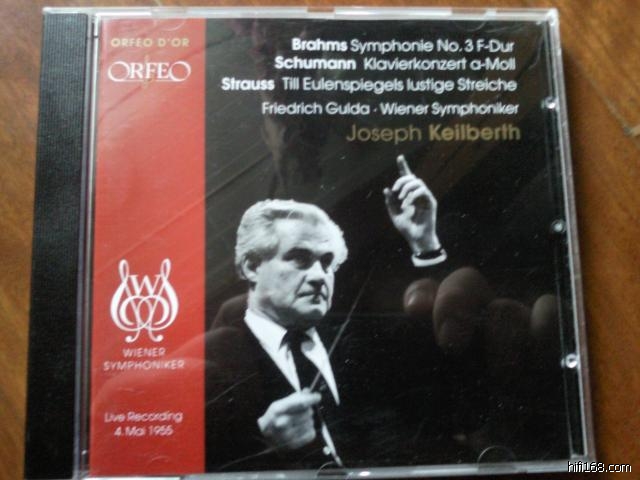 ORFEO D'OR
ORFEO
Brahms Symphonie No. 3 F-Dur
Schumann Klavierkonzert a-Moll
Strauss Till Eulenspiegels lustige Streiche
Friedrich Gulda · Wiener Symphoniker
Joseph Keilberth
W
WIENER
SYMPHONIKER
Live Recording
4. Mai 1955
hifi168.com